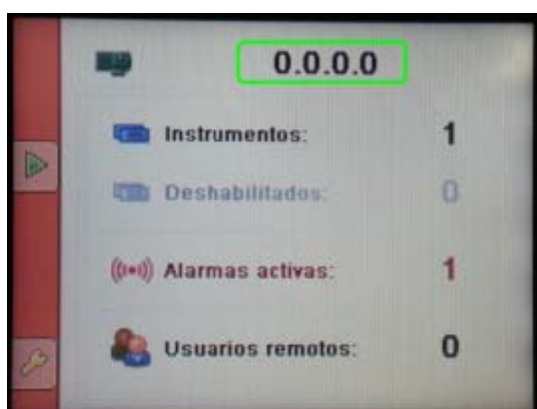 0.0.0.0
Instrumentos: 1
Deshabilitados: 0
Alarmas activas: 1
Usuarios remotos: 0